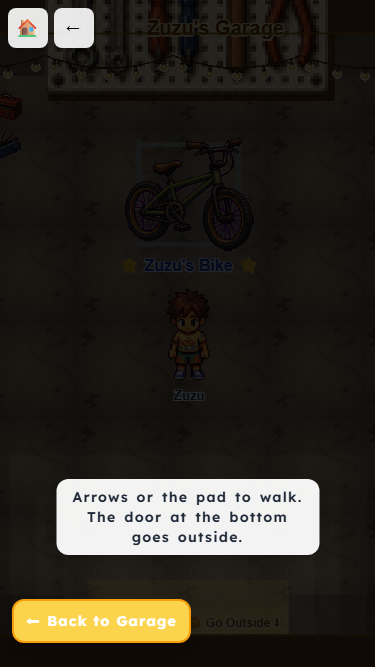 Zuzu's Garage
←
Zuzu's Bike
Zuzu
Arrows or the pad to walk.
The door at the bottom
goes outside.
← Back to Garage
Go Outside ⬇